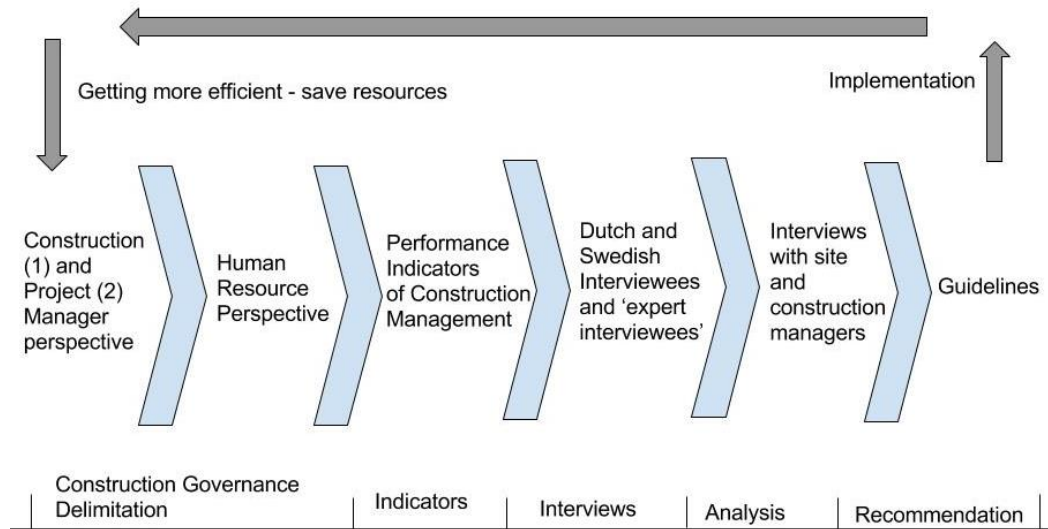 Implementation
Getting more efficient - save resources
Construction
(1) and
Project (2)
Manager
perspective
Human
Resource
Perspective
Performance
Indicators
of Construction
Management
Dutch and
Swedish
Interviewees
and ‘expert
interviewees’
Interviews
with site
and
construction
managers
Guidelines
Construction Governance
Delimitation
Indicators
Interviews
Analysis
Recommendation